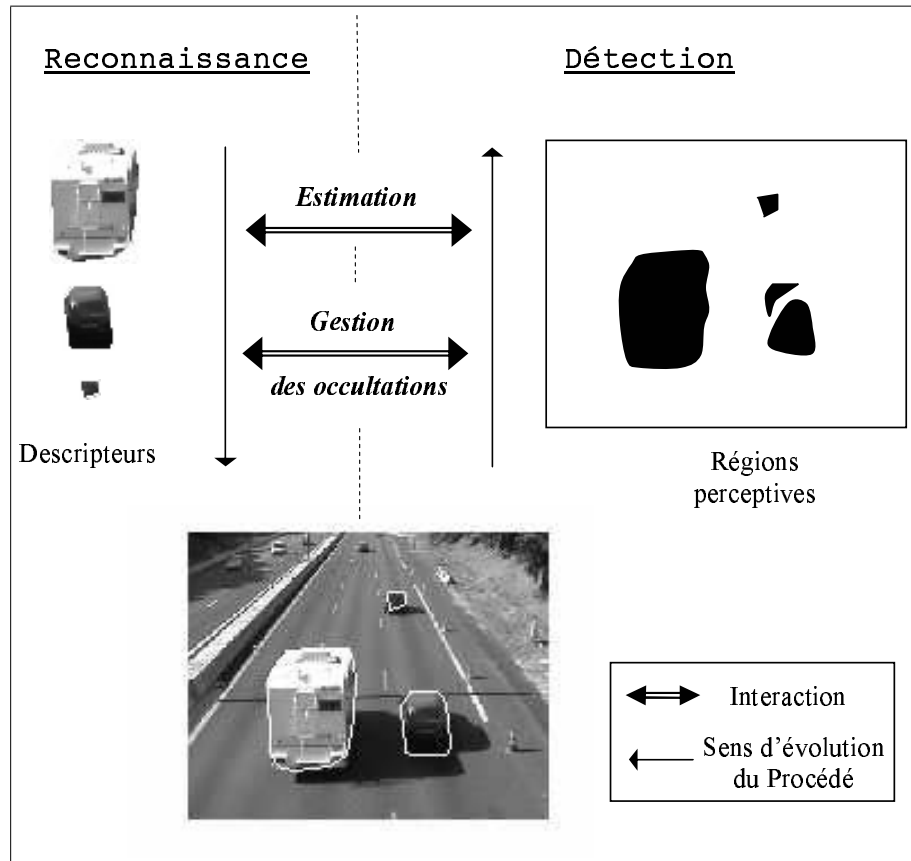 Reconnaissance
Détection
Estimation
Gestion
des occultations
Descripteurs
Régions
perceptives
Interaction
Sens d'évolution
du Procédé